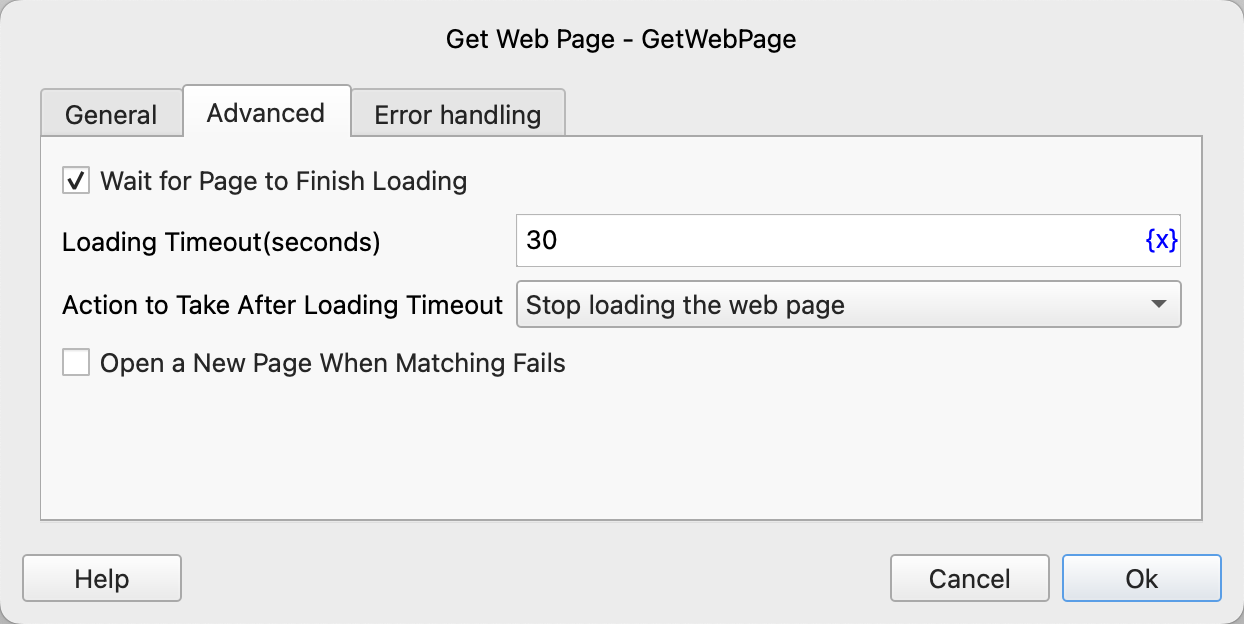 Get Web Page - GetWebPage
General
Advanced
Error handling
Wait for Page to Finish Loading
Loading Timeout(seconds)
30
{x}
Action to Take After Loading Timeout
Stop loading the web page
Open a New Page When Matching Fails
Help
Cancel
Ok